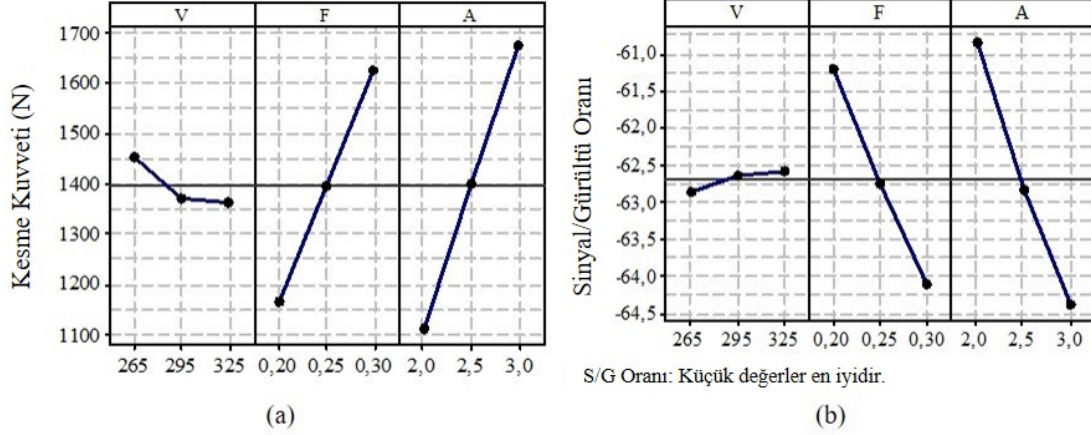 V F A
Kesme Kuvveti (N)
1700
1600
1500
1400
1300
1200
1100
265 295 325 0,20 0,25 0,30 2,0 2,5 3,0
(a)
V F A
Sinyal/Gürültü Oranı
-61,0
-61,5
-62,0
-62,5
-63,0
-63,5
-64,0
-64,5
265 295 325 0,20 0,25 0,30 2,0 2,5 3,0
S/G Oranı: Küçük değerler en iyidir.
(b)